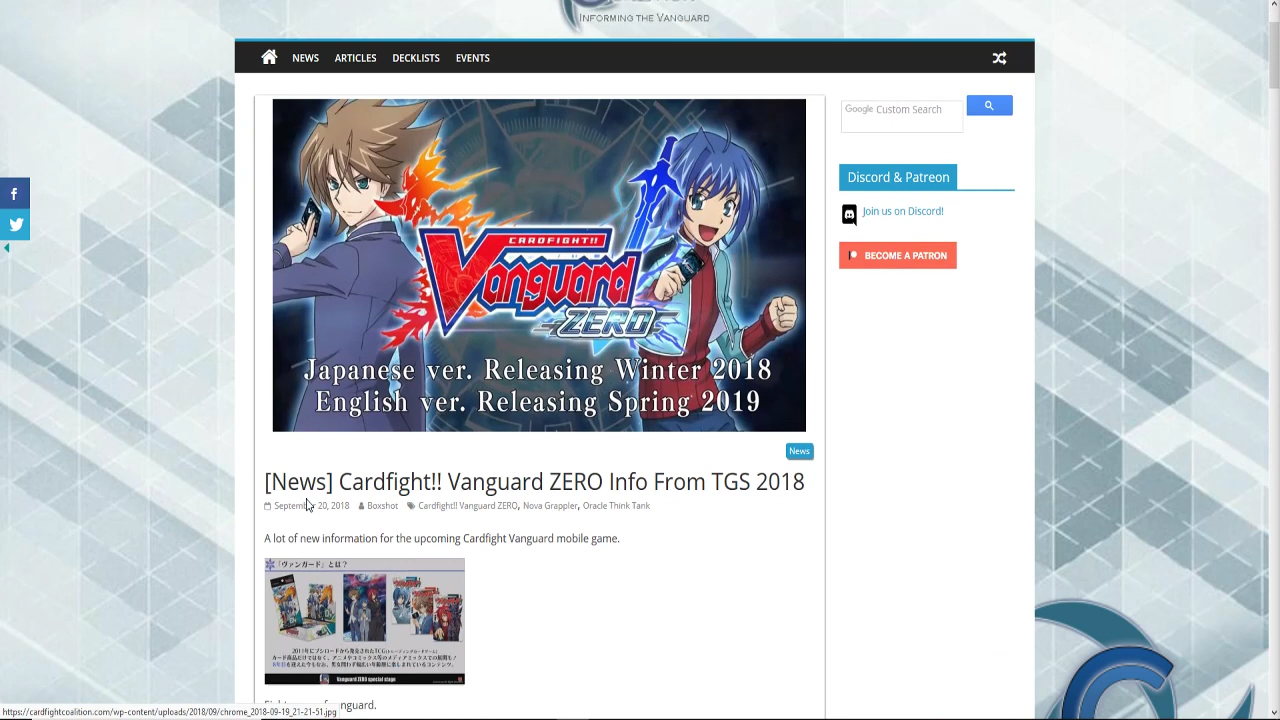 INFORMING THE VANGUARD
NEWS ARTICLES DECKLISTS EVENTS
Google Custom Search
CARDFIGHT!!
Vanguard
ZERO
Japanese ver. Releasing Winter 2018
English ver. Releasing Spring 2019
Discord & Patreon
Join us on Discord!
BECOME A PATRON
News
[News] Cardfight!! Vanguard ZERO Info From TGS 2018
September 20, 2018 Boxshot Cardfight!! Vanguard ZERO, Nova Grappler, Oracle Think Tank
A lot of new information for the upcoming Cardfight Vanguard mobile game.
「ヴァンガード」とは?
Vanguard ZERO special stage
https://cardfightcoalition.com/wp-content/uploads/2018/09/chrome_2018-09-19_21-21-51.jpg